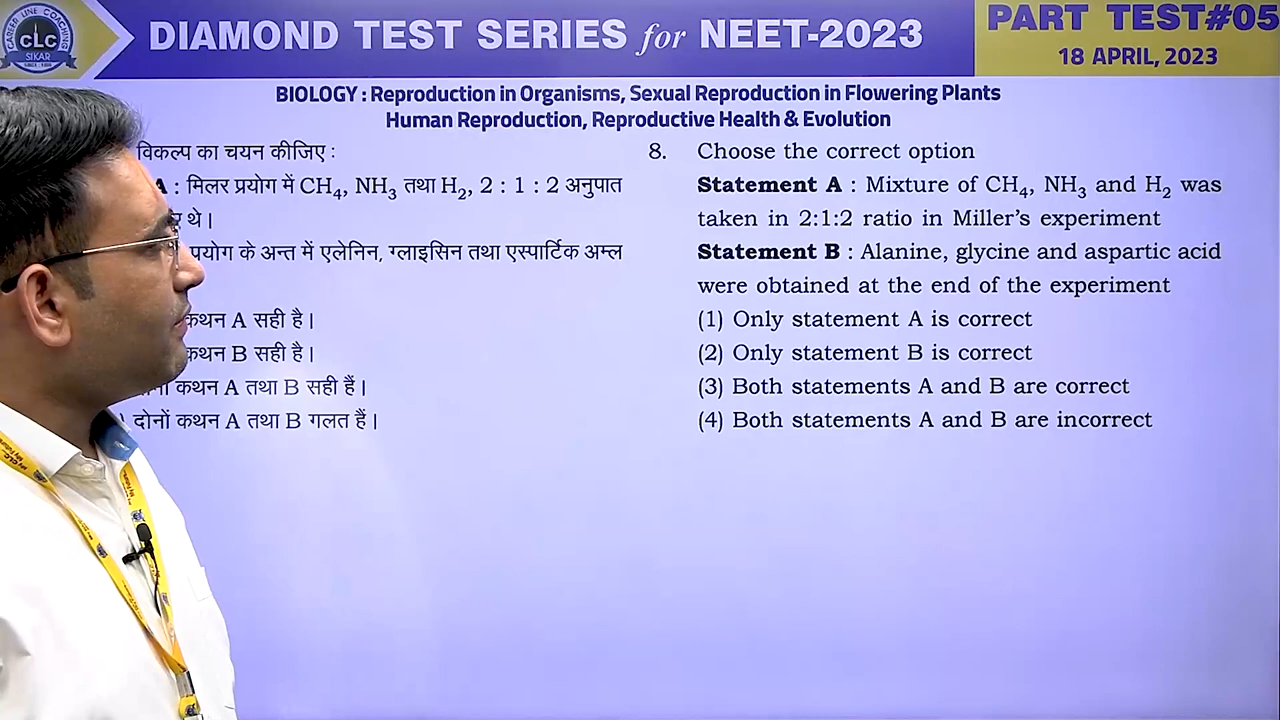 CAREER LINE COACHING
CLC
SIKAR
DIAMOND TEST SERIES for NEET-2023
PART TEST#05
18 APRIL, 2023
BIOLOGY : Reproduction in Organisms, Sexual Reproduction in Flowering Plants
Human Reproduction, Reproductive Health & Evolution
विकल्प का चयन कीजिए :
A : मिलर प्रयोग में CH₄, NH₃ तथा H₂, 2 : 1 : 2 अनुपात
थे।
प्रयोग के अन्त में एलेनिन, ग्लाइसिन तथा एस्पार्टिक अम्ल
कथन A सही है।
कथन B सही है।
कथन A तथा B सही हैं।
दोनों कथन A तथा B गलत हैं।
8. Choose the correct option
Statement A : Mixture of CH₄, NH₃ and H₂ was
taken in 2:1:2 ratio in Miller's experiment
Statement B : Alanine, glycine and aspartic acid
were obtained at the end of the experiment
(1) Only statement A is correct
(2) Only statement B is correct
(3) Both statements A and B are correct
(4) Both statements A and B are incorrect